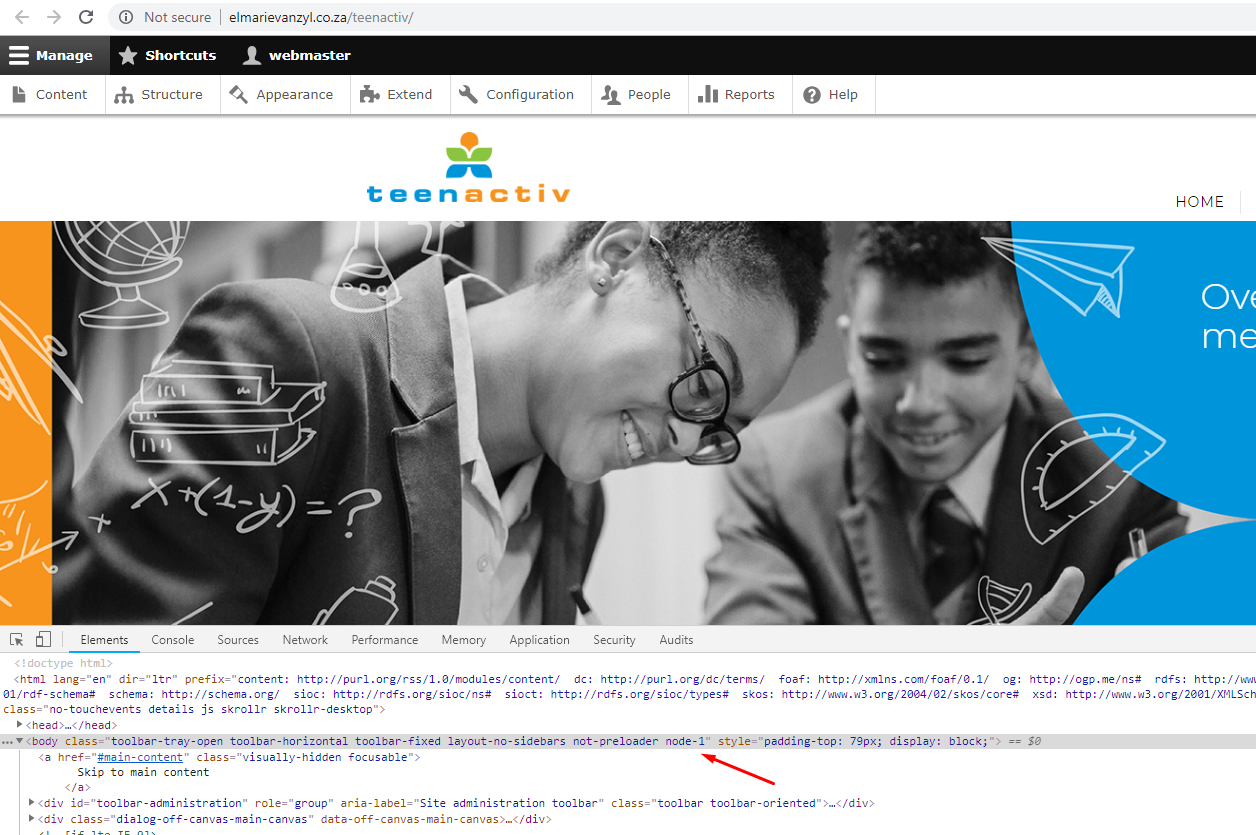 Not secure | elmarievanzyl.co.za/teenactiv/
Manage Shortcuts webmaster
Content Structure Appearance Extend Configuration People Reports Help
teenactiv
HOME
Ove
me
x+(1-y)=?
Elements Console Sources Network Performance Memory Application Security Audits
<!doctype html>
<html lang="en" dir="ltr" prefix="content: http://purl.org/rss/1.0/modules/content/  dc: http://purl.org/dc/terms/  foaf: http://xmlns.com/foaf/0.1/  og: http://ogp.me/ns#  rdfs: http://www
01/rdf-schema#  schema: http://schema.org/  sioc: http://rdfs.org/sioc/ns#  sioct: http://rdfs.org/sioc/types#  skos: http://www.w3.org/2004/02/skos/core#  xsd: http://www.w3.org/2001/XMLSch
class="no-touchevents details js skrollr skrollr-desktop">
<head>…</head>
<body class="toolbar-tray-open toolbar-horizontal toolbar-fixed layout-no-sidebars not-preloader node-1" style="padding-top: 79px; display: block;"> == $0
<a href="#main-content" class="visually-hidden focusable">
Skip to main content
</a>
<div id="toolbar-administration" role="group" aria-label="Site administration toolbar" class="toolbar toolbar-oriented">…</div>
<div class="dialog-off-canvas-main-canvas" data-off-canvas-main-canvas>…</div>
<!--[if lte IE 9]>